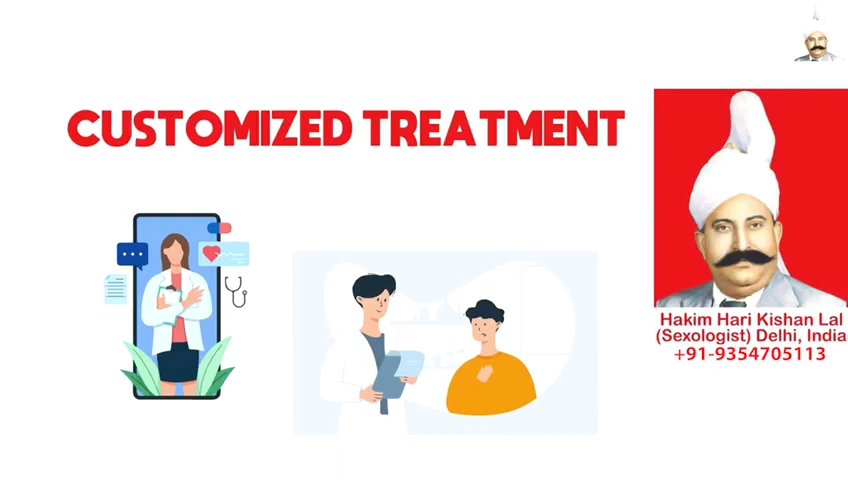 CUSTOMIZED TREATMENT
Hakim Hari Kishan Lal
(Sexologist) Delhi, India
+91-9354705113